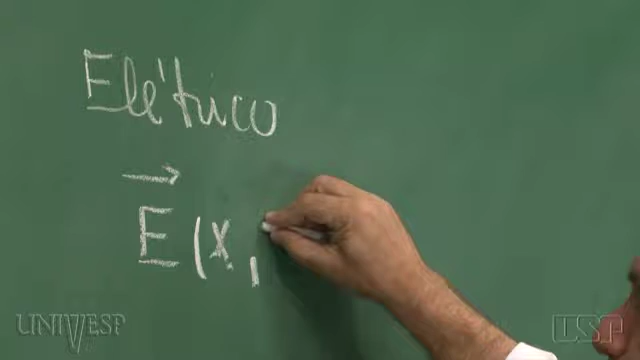 Elétrico
E⃗ (x,
UNIVESP
USP